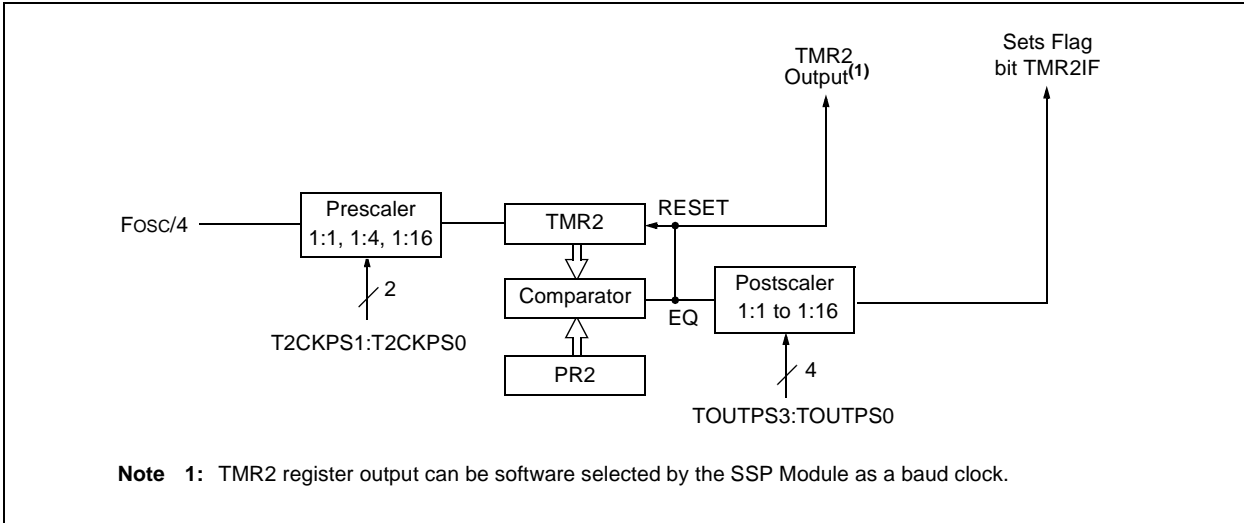 Sets Flag
bit TMR2IF
TMR2
Output(1)
FOSC/4
Prescaler
1:1, 1:4, 1:16
TMR2
RESET
2
Comparator
EQ
Postscaler
1:1 to 1:16
T2CKPS1:T2CKPS0
PR2
4
TOUTPS3:TOUTPS0
Note 1: TMR2 register output can be software selected by the SSP Module as a baud clock.